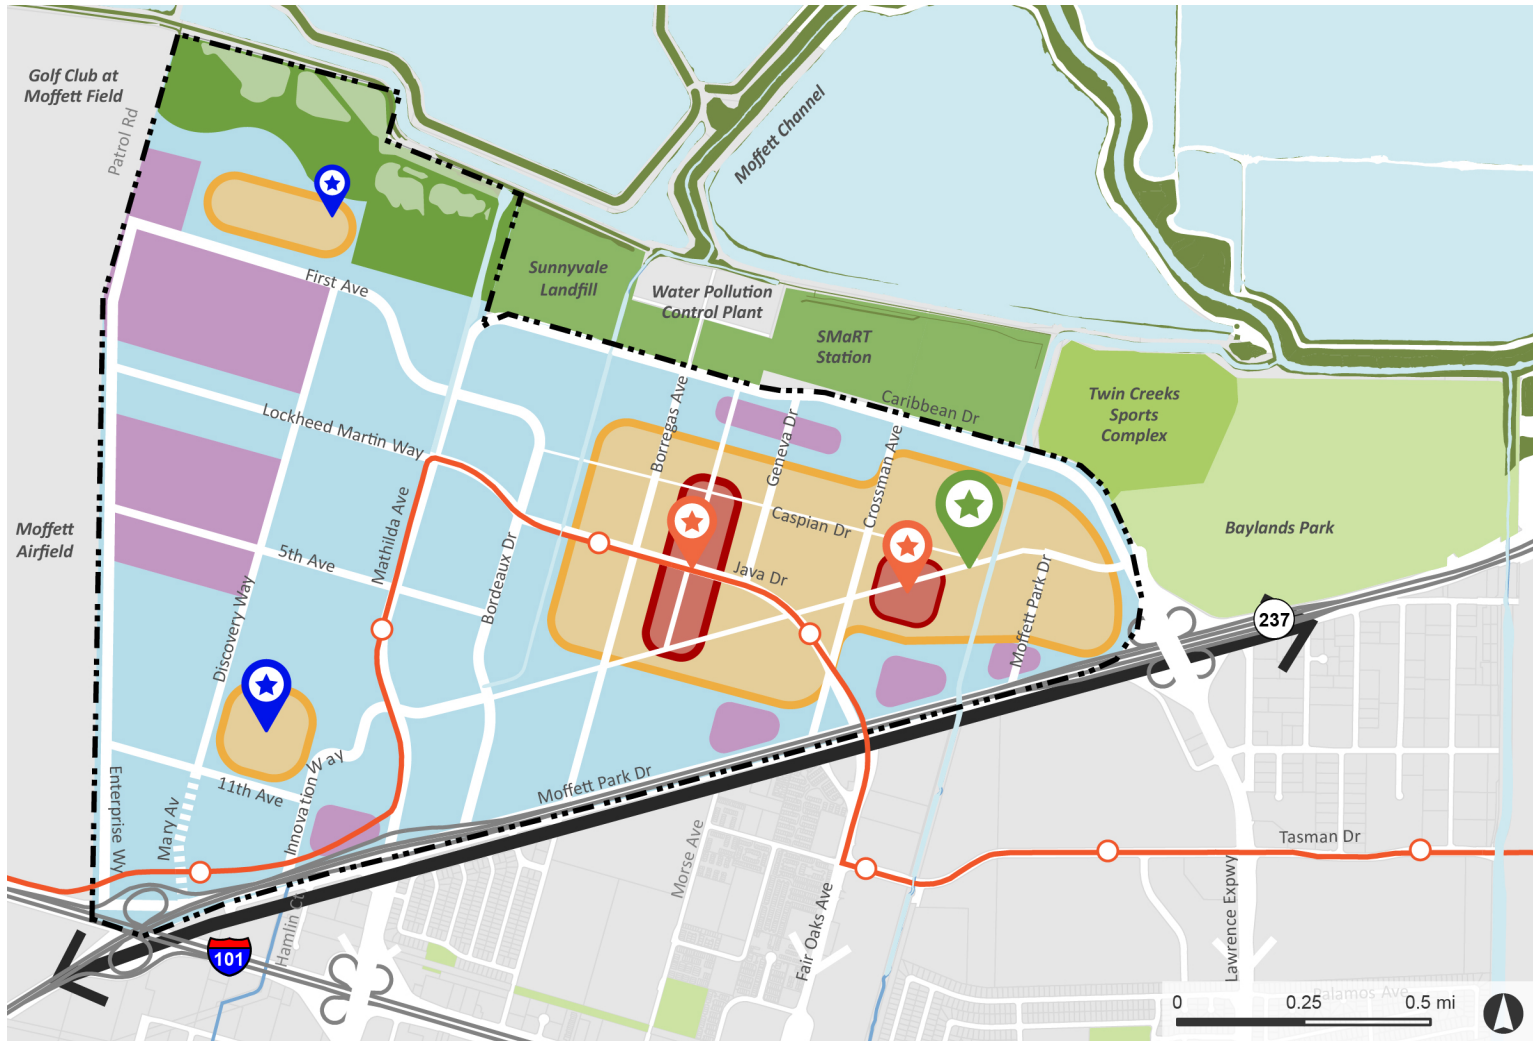 Golf Club at
Moffett Field
Patrol Rd
Moffett Channel
First Ave
Sunnyvale
Landfill
Water Pollution
Control Plant
SMaRT
Station
Twin Creeks
Sports
Complex
Caribbean Dr
Lockheed Martin Way
Borregas Ave
Geneva Dr
Crossman Ave
Moffett
Airfield
Mathilda Ave
Bordeaux Dr
Caspian Dr
Java Dr
Baylands Park
5th Ave
Discovery Way
Moffett Park Dr
237
11th Ave
Innovation Way
Enterprise Wy
Mary Av
Moffett Park Dr
Morse Ave
Fair Oaks Ave
Tasman Dr
Lawrence Expwy
Hamlin Ct
101
Palamos Ave
0 0.25 0.5 mi